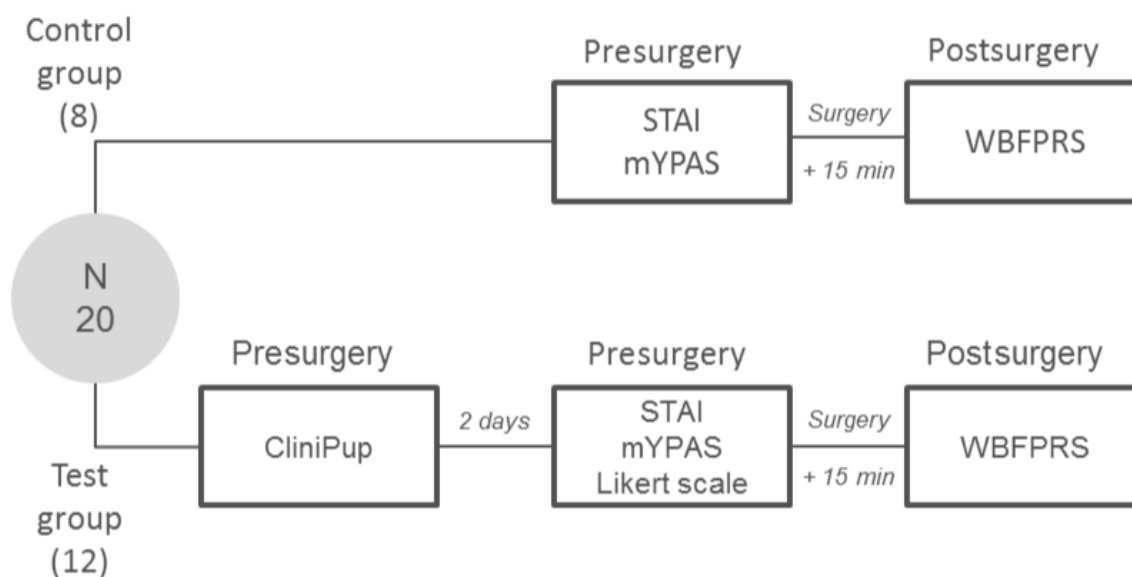 Control
group
(8)
Presurgery
STAI
mYPAS
Surgery
+ 15 min
Postsurgery
WBFPRS
N
20
Test
group
(12)
Presurgery
CliniPup
2 days
Presurgery
STAI
mYPAS
Likert scale
Surgery
+ 15 min
Postsurgery
WBFPRS